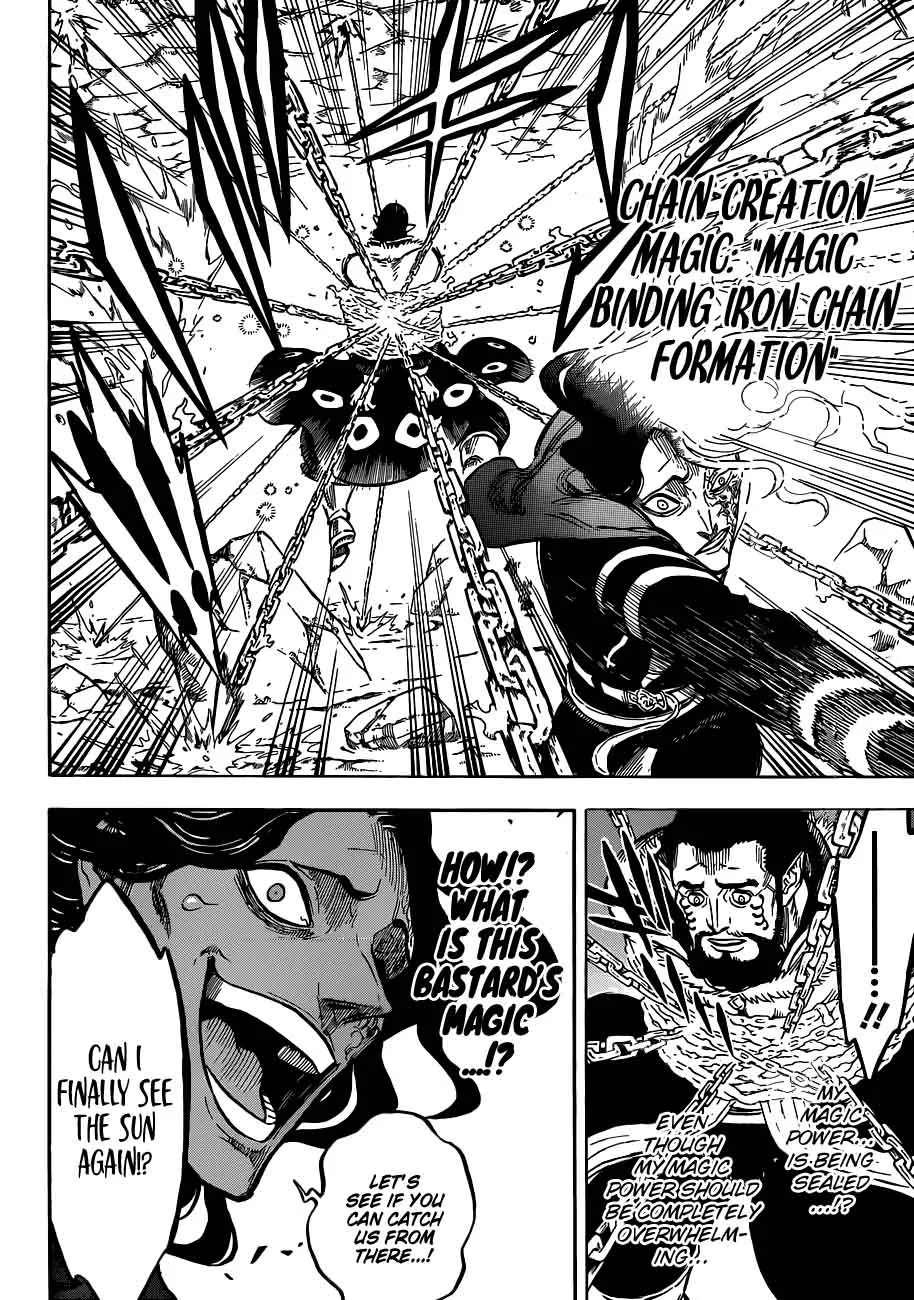 CHAIN CREATION
MAGIC: "MAGIC
BINDING IRON CHAIN
FORMATION"
....!!
MY
MAGIC
POWER...
IS BEING
SEALED
...!?
EVEN
THOUGH
MY MAGIC
POWER SHOULD
BE COMPLETELY
OVERWHELM-
ING...
HOW!?
WHAT
IS THIS
BASTARD'S
MAGIC
....!?
LET'S
SEE IF YOU
CAN CATCH
US FROM
THERE...!
CAN I
FINALLY SEE
THE SUN
AGAIN!?